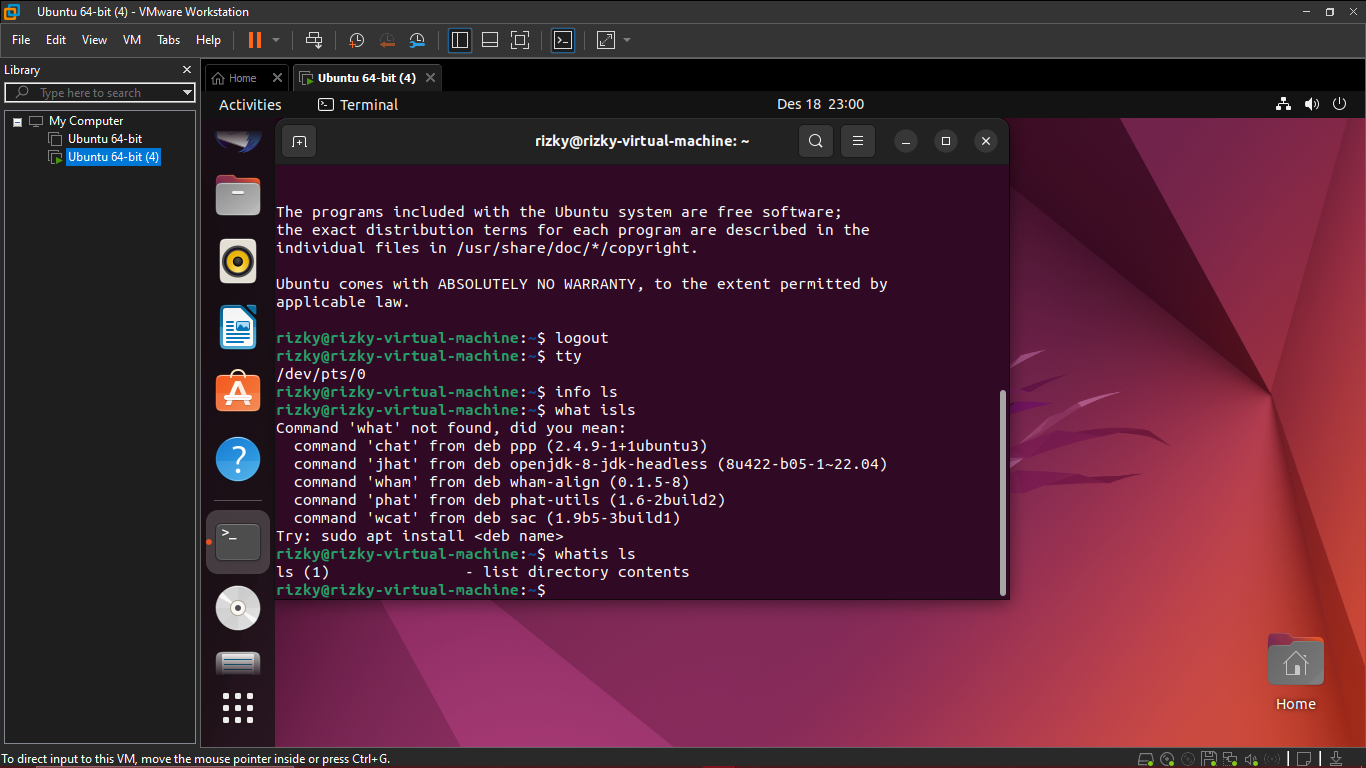 Ubuntu 64-bit (4) - VMware Workstation
File Edit View VM Tabs Help
Library
Type here to search
My Computer
Ubuntu 64-bit
Ubuntu 64-bit (4)
Home
Ubuntu 64-bit (4)
Activities Terminal Des 18 23:00
rizky@rizky-virtual-machine: ~
The programs included with the Ubuntu system are free software;
the exact distribution terms for each program are described in the
individual files in /usr/share/doc/*/copyright.
Ubuntu comes with ABSOLUTELY NO WARRANTY, to the extent permitted by
applicable law.
rizky@rizky-virtual-machine:~$ logout
rizky@rizky-virtual-machine:~$ tty
/dev/pts/0
rizky@rizky-virtual-machine:~$ info ls
rizky@rizky-virtual-machine:~$ what isls
Command 'what' not found, did you mean:
  command 'chat' from deb ppp (2.4.9-1+1ubuntu3)
  command 'jhat' from deb openjdk-8-jdk-headless (8u422-b05-1~22.04)
  command 'wham' from deb wham-align (0.1.5-8)
  command 'phat' from deb phat-utils (1.6-2build2)
  command 'wcat' from deb sac (1.9b5-3build1)
Try: sudo apt install <deb name>
rizky@rizky-virtual-machine:~$ whatis ls
ls (1)               - list directory contents
rizky@rizky-virtual-machine:~$
Home
To direct input to this VM, move the mouse pointer inside or press Ctrl+G.